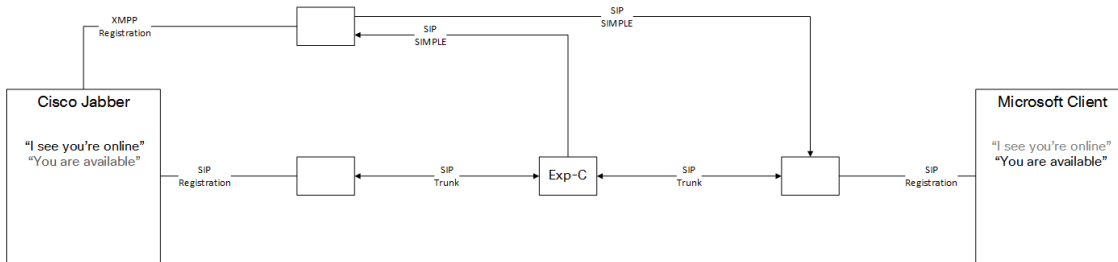 XMPP
Registration
SIP
SIMPLE
SIP
SIMPLE
Cisco Jabber
Microsoft Client
“I see you’re online”
“You are available”
“I see you’re online”
“You are available”
SIP
Registration
SIP
Trunk
Exp-C
SIP
Trunk
SIP
Registration